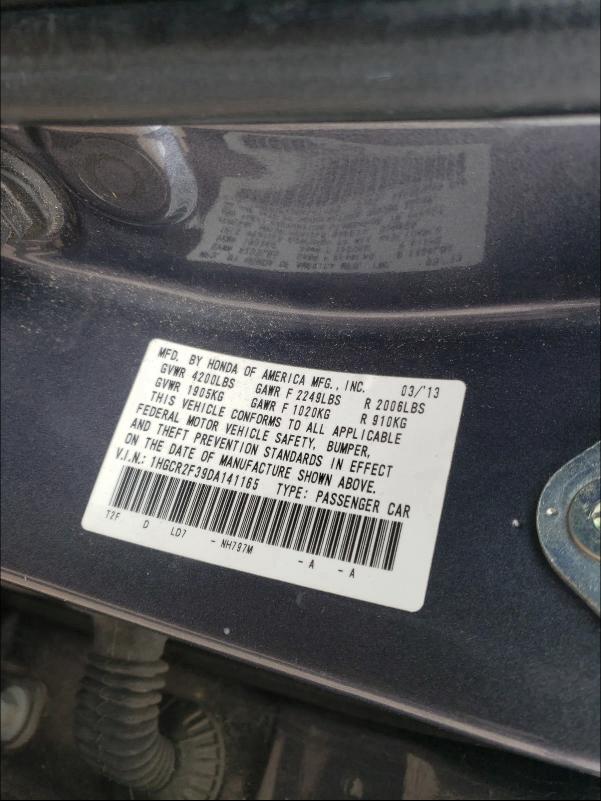 MFD. BY HONDA OF AMERICA MFG., INC. 03/'13
GVWR 4200LBS GAWR F 2249LBS R 2006LBS
GVWR 1905KG GAWR F 1020KG R 910KG
THIS VEHICLE CONFORMS TO ALL APPLICABLE
FEDERAL MOTOR VEHICLE SAFETY, BUMPER,
AND THEFT PREVENTION STANDARDS IN EFFECT
ON THE DATE OF MANUFACTURE SHOWN ABOVE.
V.I.N.: 1HGCR2F39DA141165 TYPE: PASSENGER CAR
T2F D LD7 - NH797M - A - A